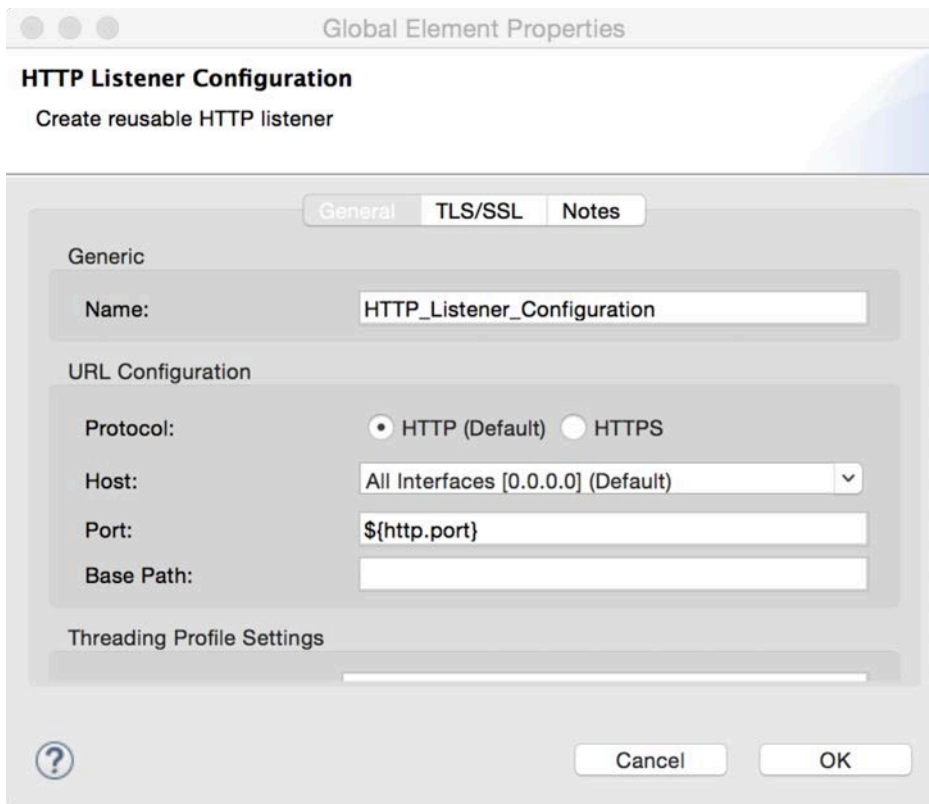 Global Element Properties
HTTP Listener Configuration
Create reusable HTTP listener
General TLS/SSL Notes
Generic
Name: HTTP_Listener_Configuration
URL Configuration
Protocol: HTTP (Default) HTTPS
Host: All Interfaces [0.0.0.0] (Default)
Port: ${http.port}
Base Path:
Threading Profile Settings
?
Cancel OK